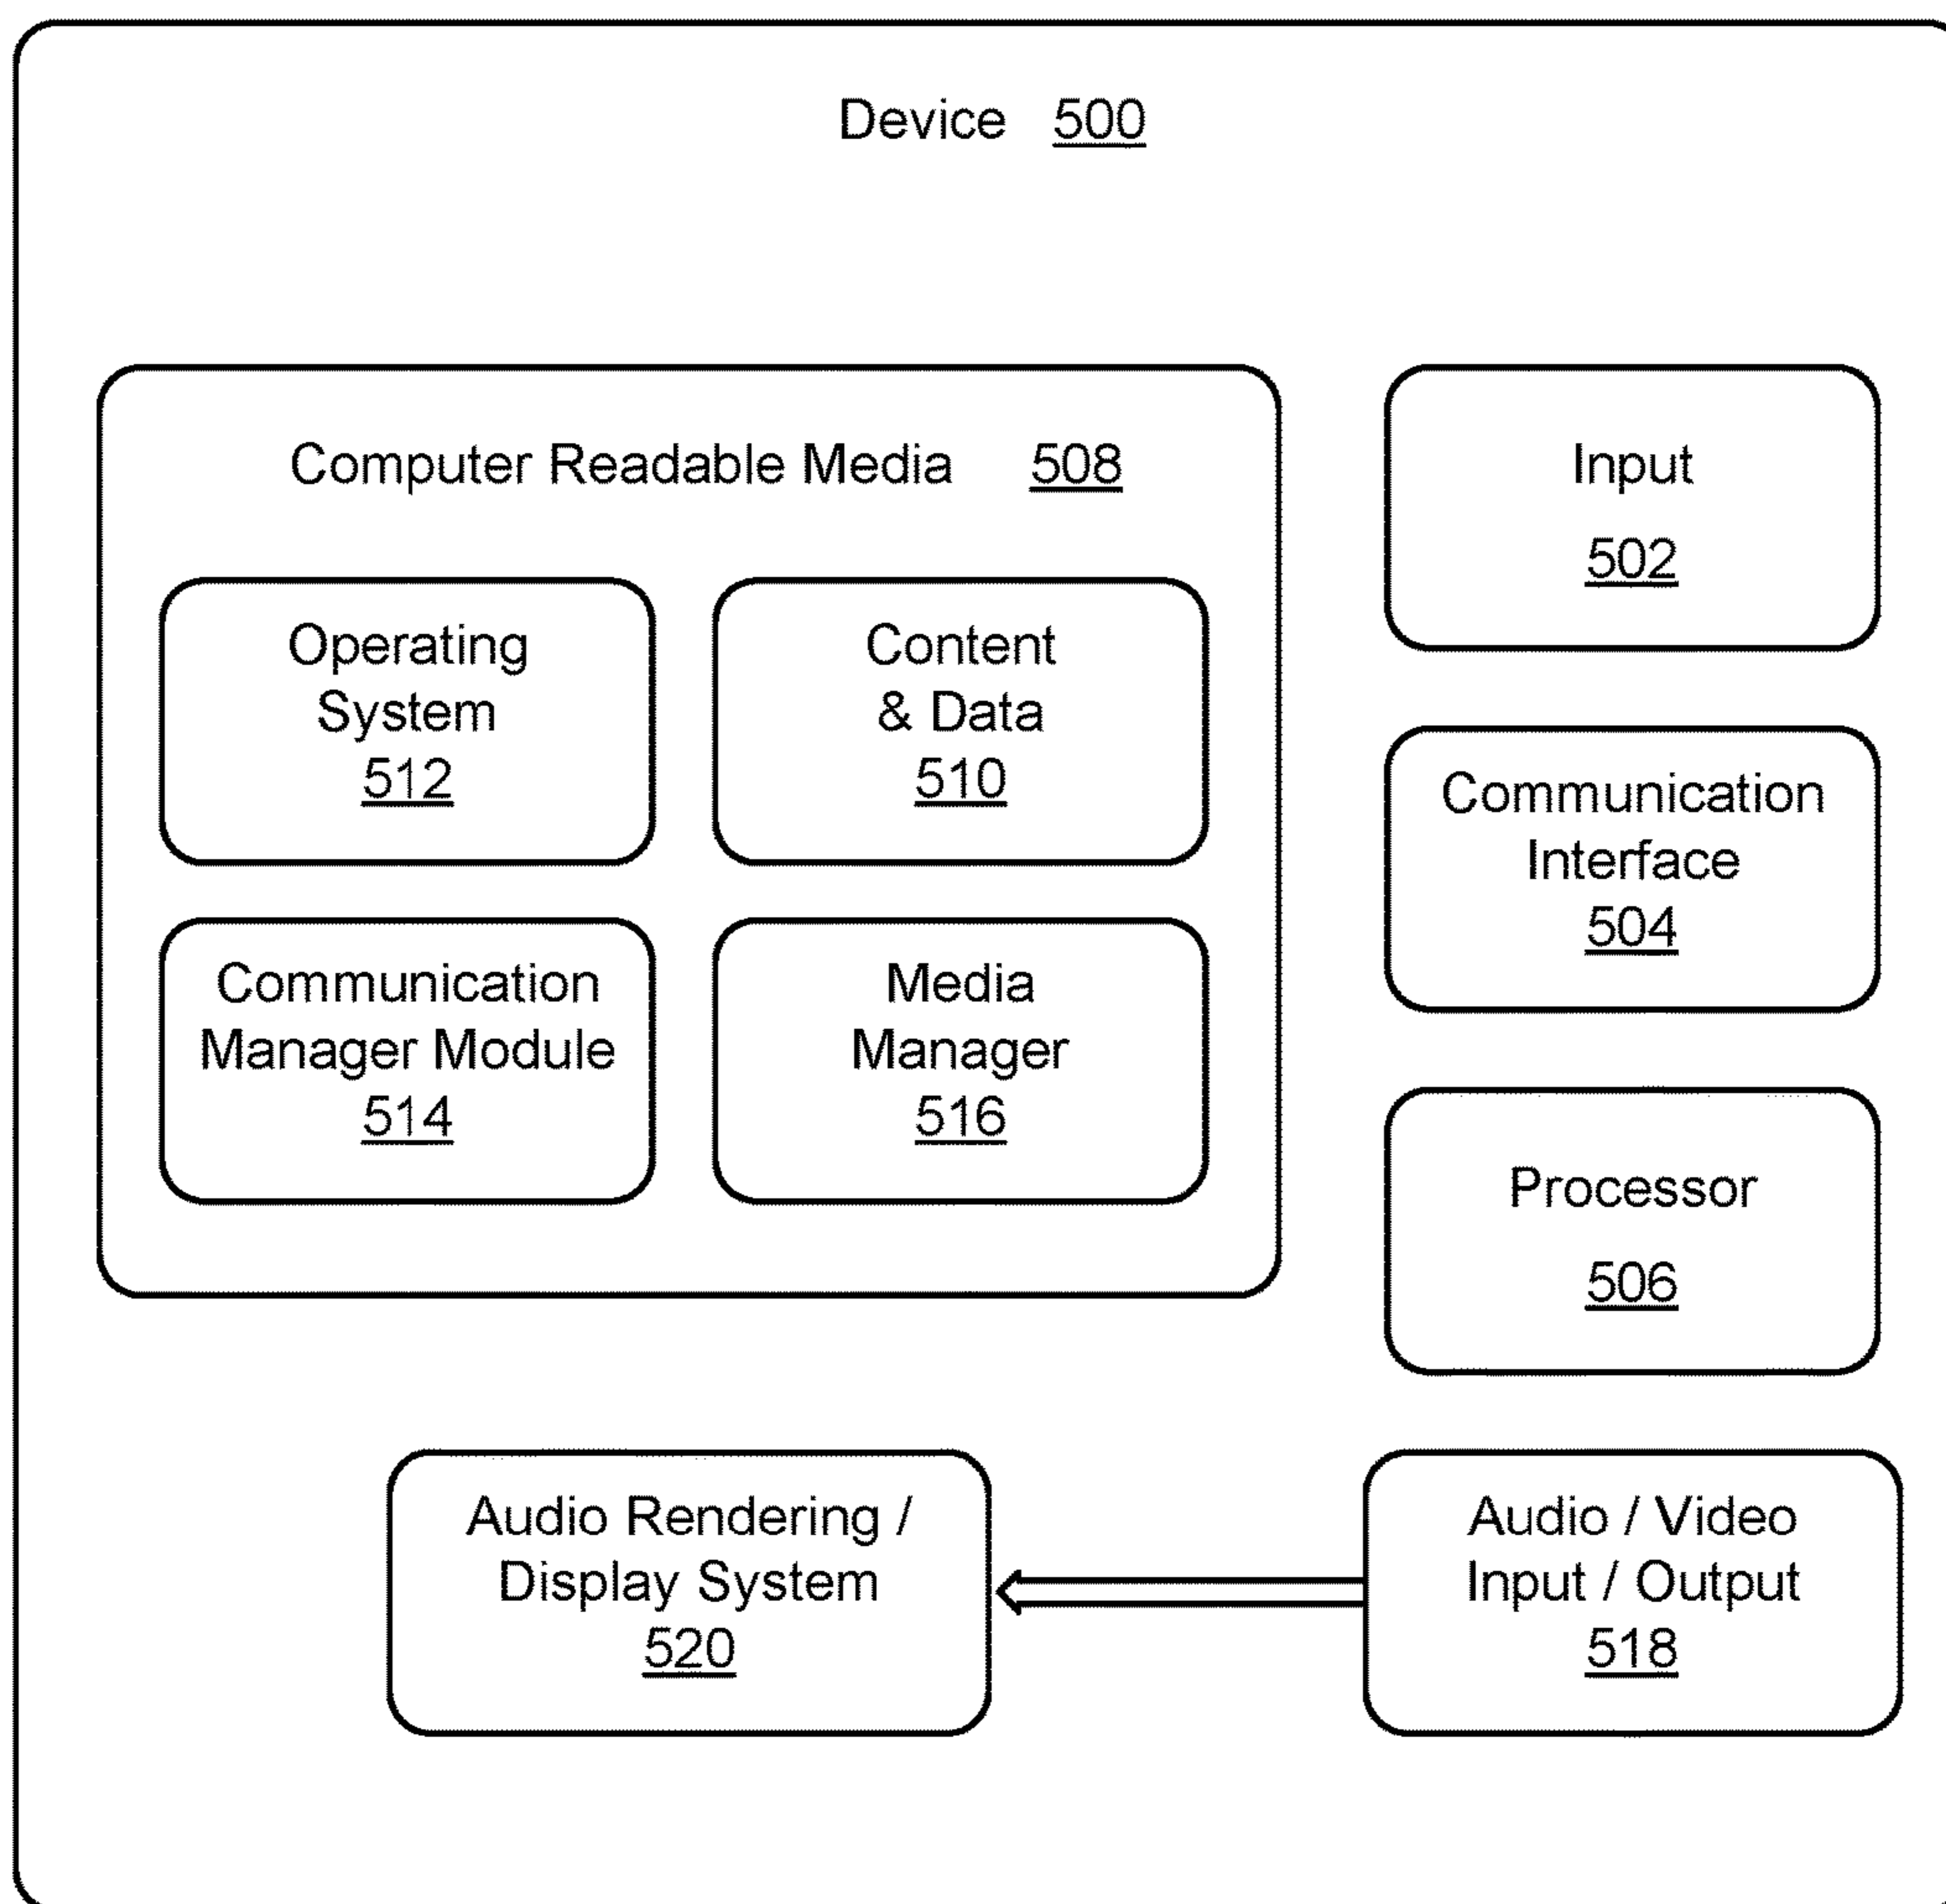 Device 500
Computer Readable Media 508
Operating
System
512
Content
& Data
510
Communication
Manager Module
514
Media
Manager
516
Input
502
Communication
Interface
504
Processor
506
Audio Rendering /
Display System
520
Audio / Video
Input / Output
518